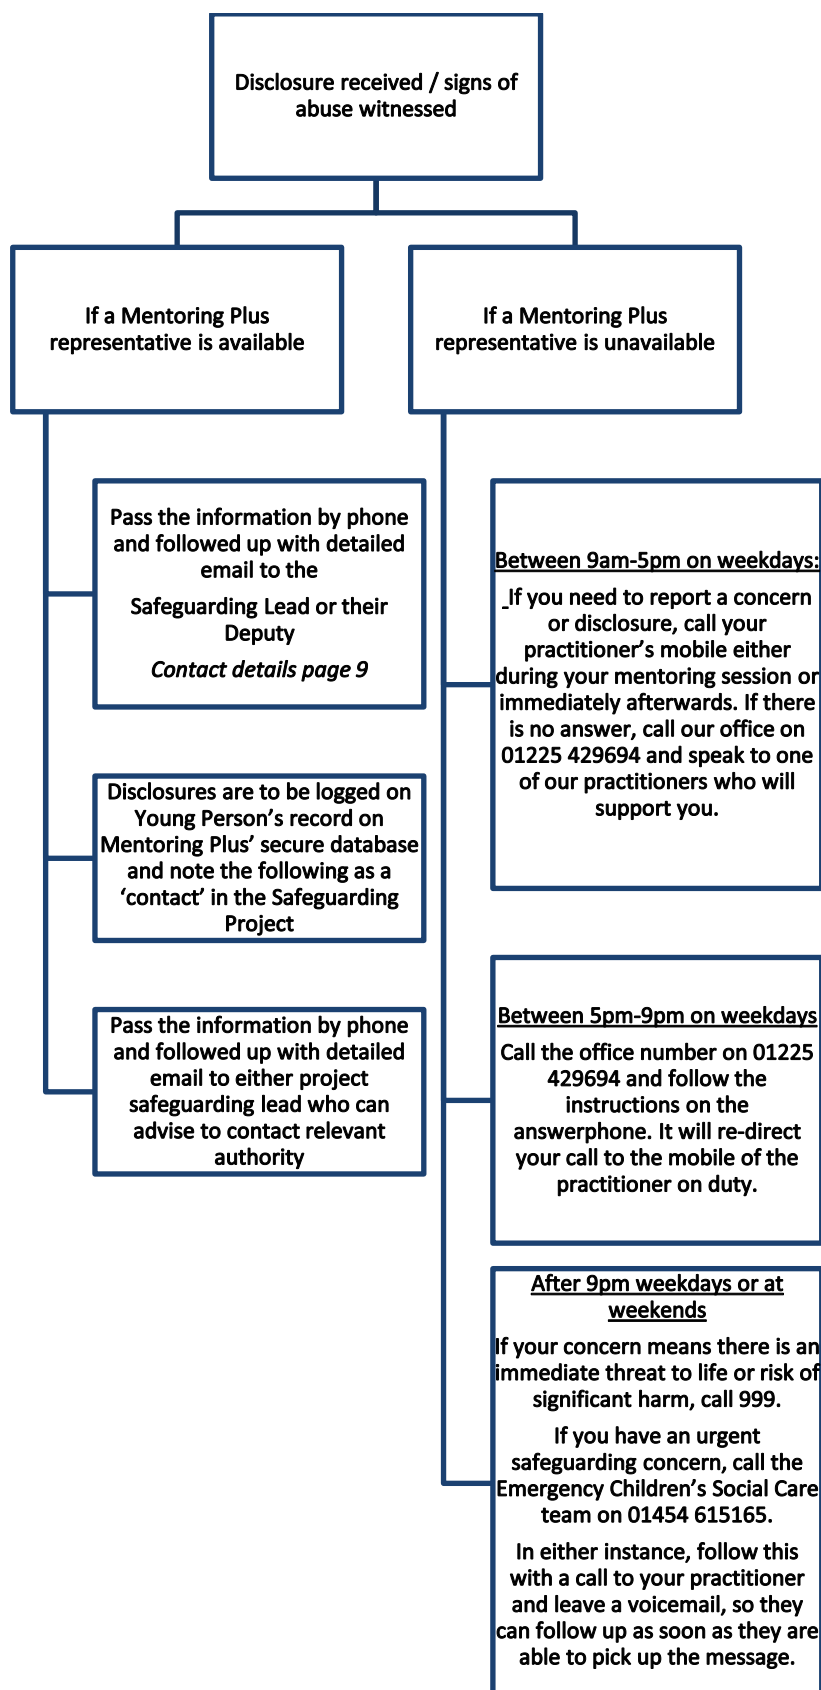 Disclosure received / signs of
abuse witnessed
If a Mentoring Plus
representative is available
Pass the information by phone
and followed up with detailed
email to the
Safeguarding Lead or their
Deputy
Contact details page 9
Disclosures are to be logged on
Young Person’s record on
Mentoring Plus’ secure database
and note the following as a
‘contact’ in the Safeguarding
Project
Pass the information by phone
and followed up with detailed
email to either project
safeguarding lead who can
advise to contact relevant
authority
If a Mentoring Plus
representative is unavailable
Between 9am-5pm on weekdays:
If you need to report a concern
or disclosure, call your
practitioner’s mobile either
during your mentoring session or
immediately afterwards. If there
is no answer, call our office on
01225 429694 and speak to one
of our practitioners who will
support you.
Between 5pm-9pm on weekdays
Call the office number on 01225
429694 and follow the
instructions on the
answerphone. It will re-direct
your call to the mobile of the
practitioner on duty.
After 9pm weekdays or at
weekends
If your concern means there is an
immediate threat to life or risk of
significant harm, call 999.
If you have an urgent
safeguarding concern, call the
Emergency Children’s Social Care
team on 01454 615165.
In either instance, follow this
with a call to your practitioner
and leave a voicemail, so they
can follow up as soon as they are
able to pick up the message.